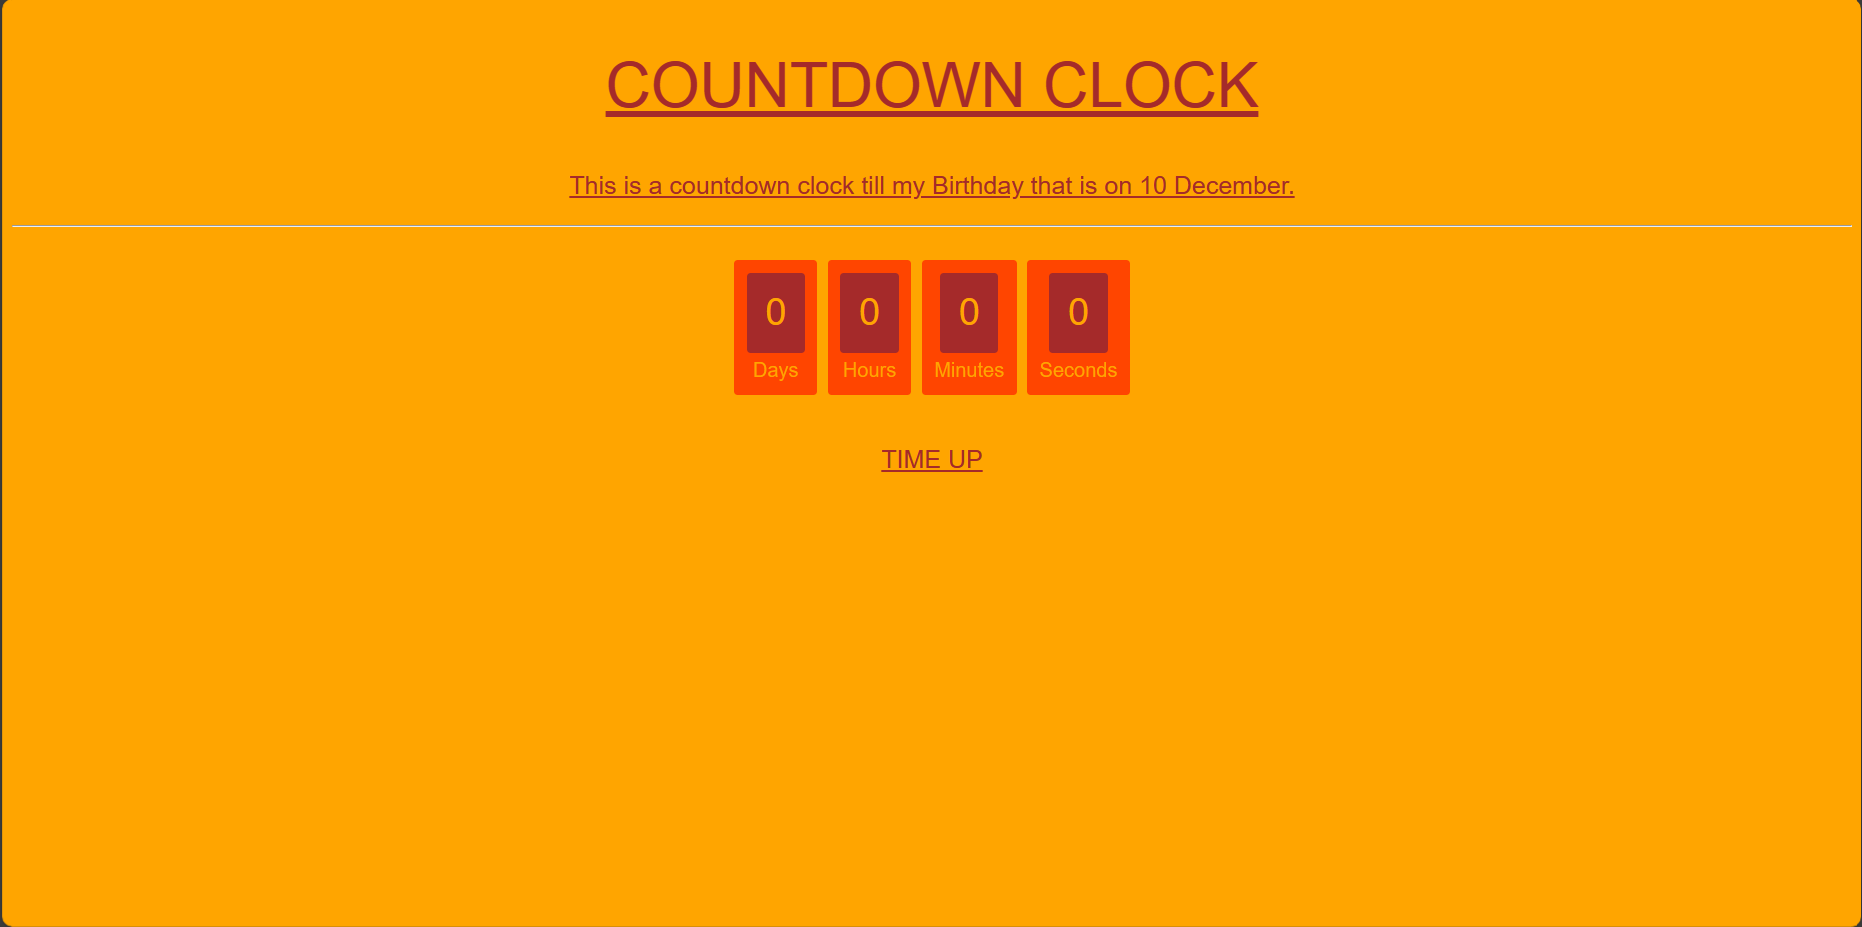 COUNTDOWN CLOCK
This is a countdown clock till my Birthday that is on 10 December.
0 0 0 0
Days Hours Minutes Seconds
TIME UP